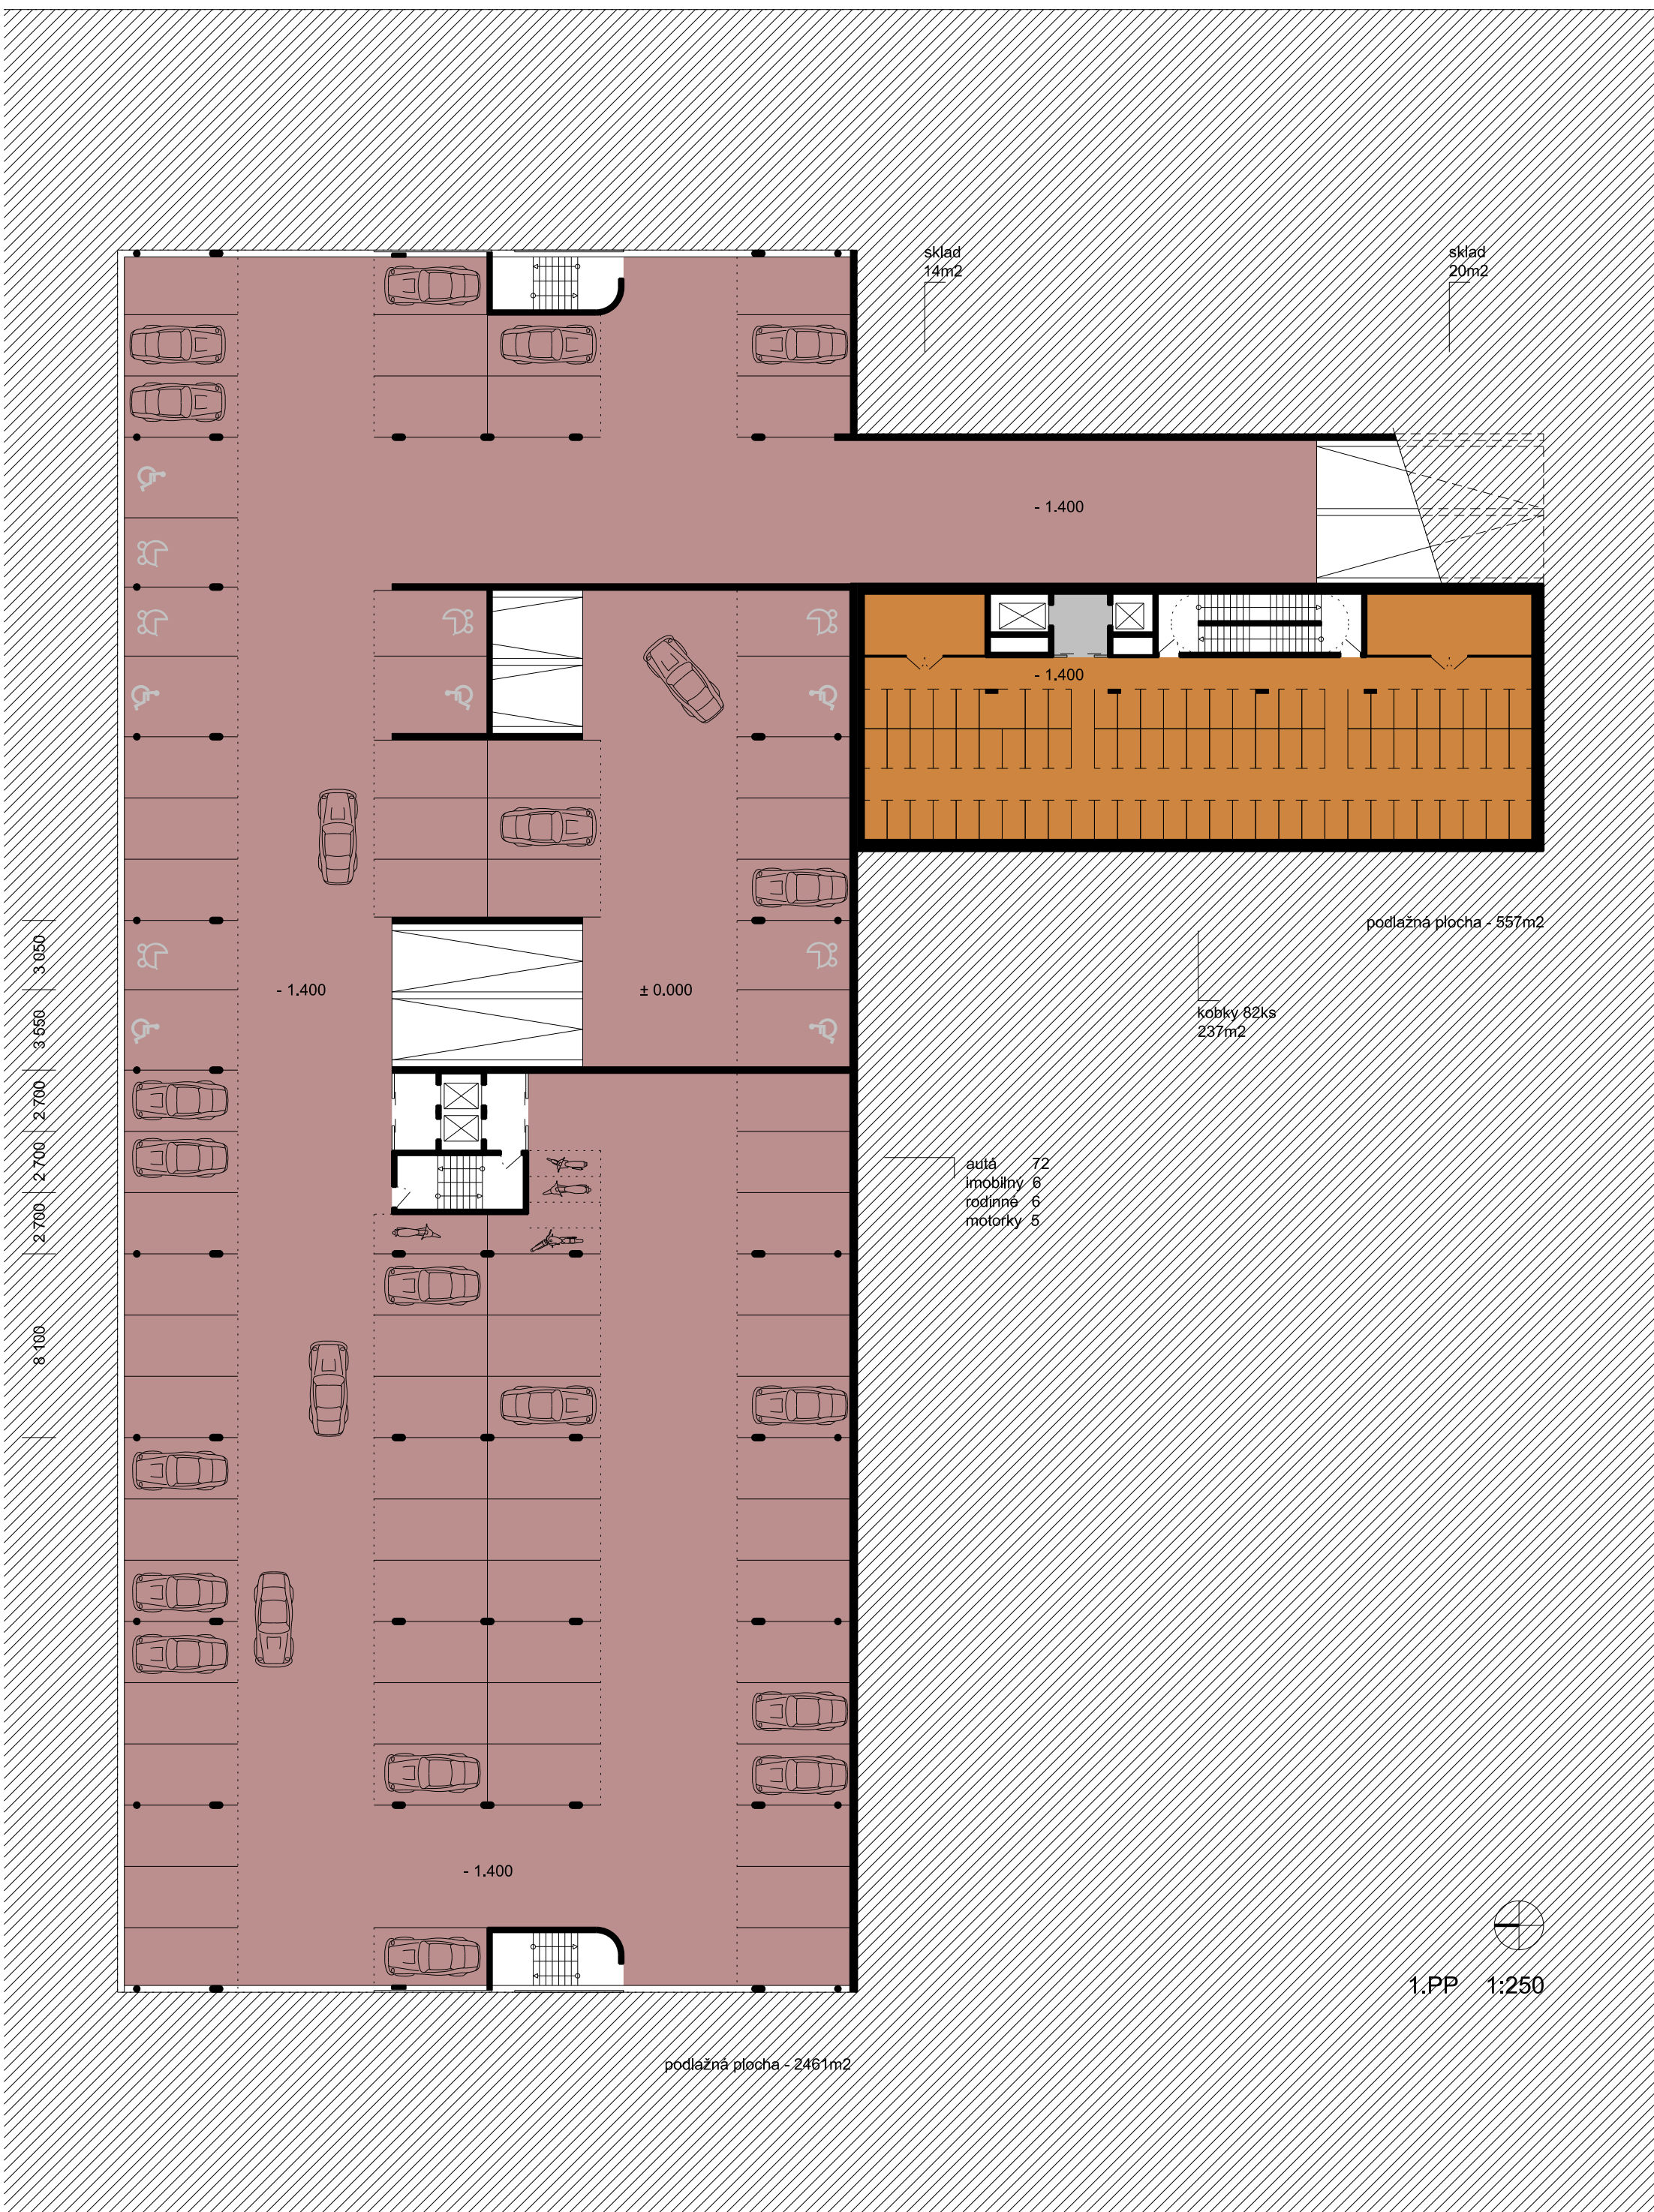 sklad
14m2
sklad
20m2
- 1.400
- 1.400
podlažná plocha - 557m2
3 050
3 550
2 700
2 700
2 700
8 100
- 1.400
± 0.000
kobky 82ks
237m2
autá 72
imobilný 6
rodinné 6
motorky 5
- 1.400
1.PP 1:250
podlažná plocha - 2461m2